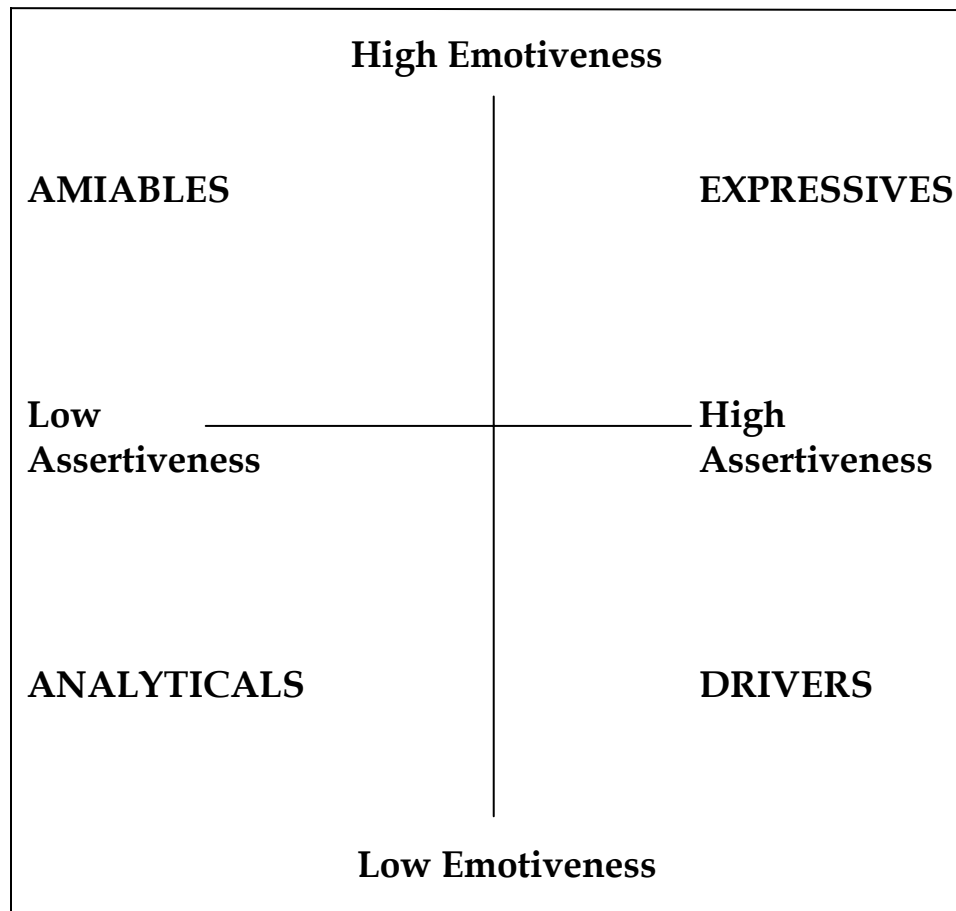 High Emotiveness
AMIABLES
EXPRESSIVES
Low
Assertiveness
High
Assertiveness
ANALYTICALS
DRIVERS
Low Emotiveness